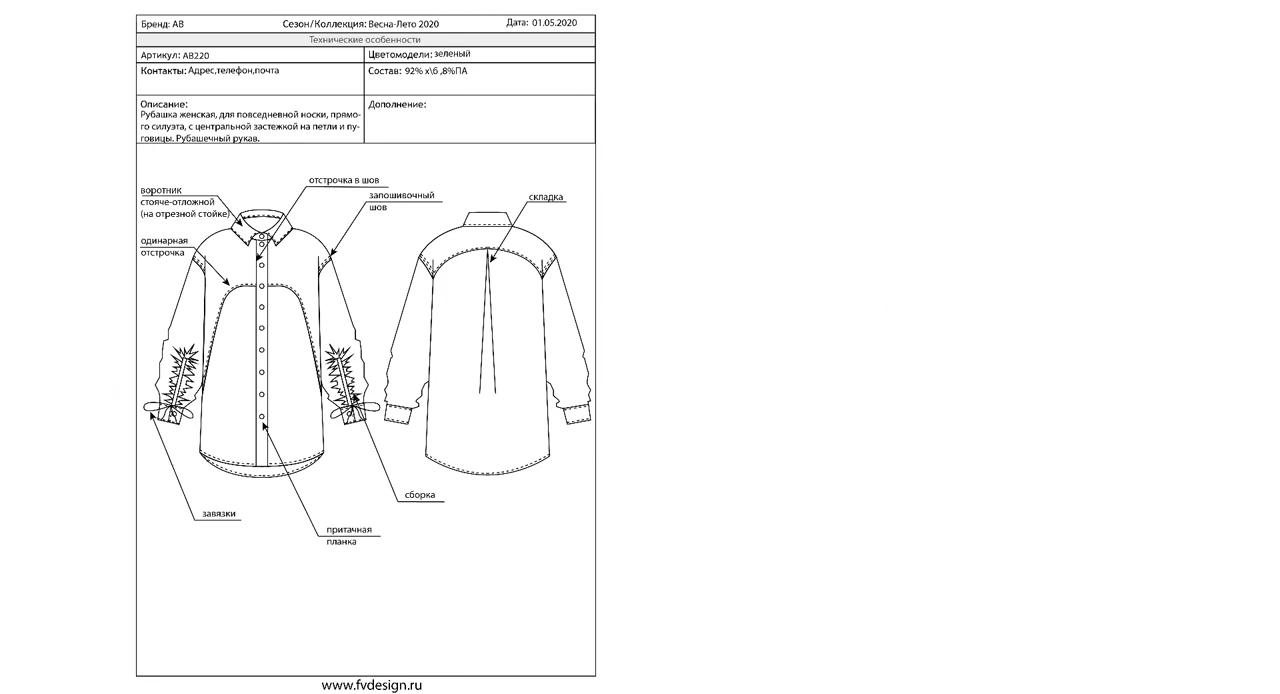 Бренд: АВ
Сезон/Коллекция: Весна-Лето 2020
Дата: 01.05.2020
Технические особенности
Артикул: АВ220
Цветомодели: зеленый
Контакты: Адрес,телефон,почта
Состав: 92% х\б ,8%ПА
Описание:
Рубашка женская, для повседневной носки, прямо-
го силуэта, с центральной застежкой на петли и пу-
говицы. Рубашечный рукав.
Дополнение:
отстрочка в шов
воротник
стояче-отложной
(на отрезной стойке)
запошивочный
шов
складка
одинарная
отстрочка
сборка
завязки
притачная
планка
www.fvdesign.ru